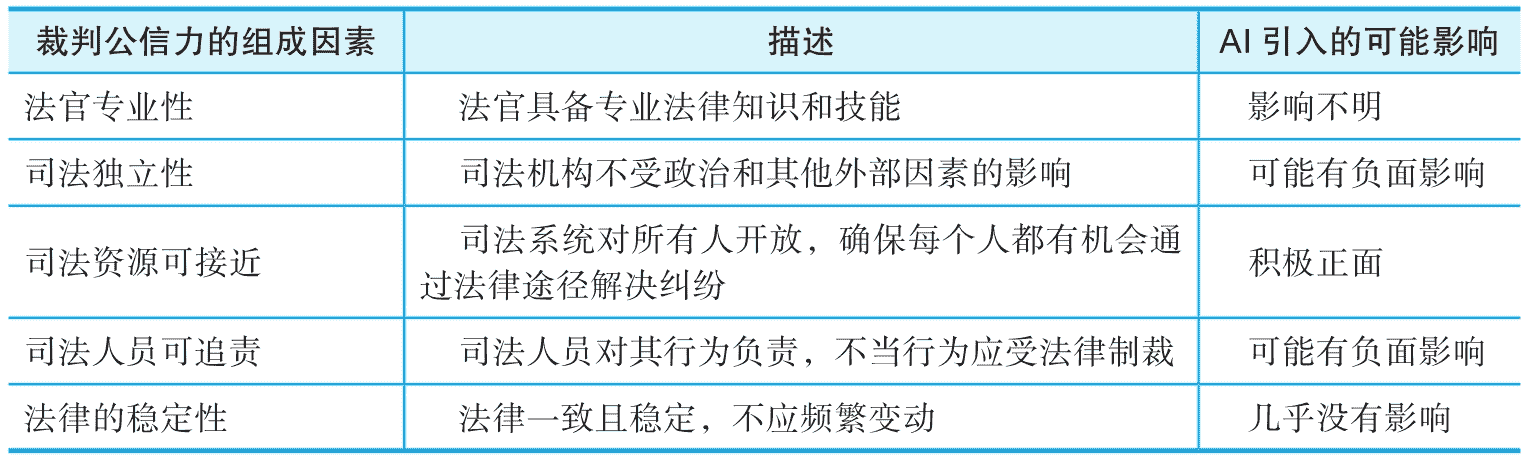 裁判公信力的组成因素 描述 AI 引入的可能影响
法官专业性 法官具备专业法律知识和技能 影响不明
司法独立性 司法机构不受政治和其他外部因素的影响 可能有负面影响
司法资源可接近 司法系统对所有人开放，确保每个人都有机会通
过法律途径解决纠纷 积极正面
司法人员可追责 司法人员对其行为负责，不当行为应受法律制裁 可能有负面影响
法律的稳定性 法律一致且稳定，不应频繁变动 几乎没有影响